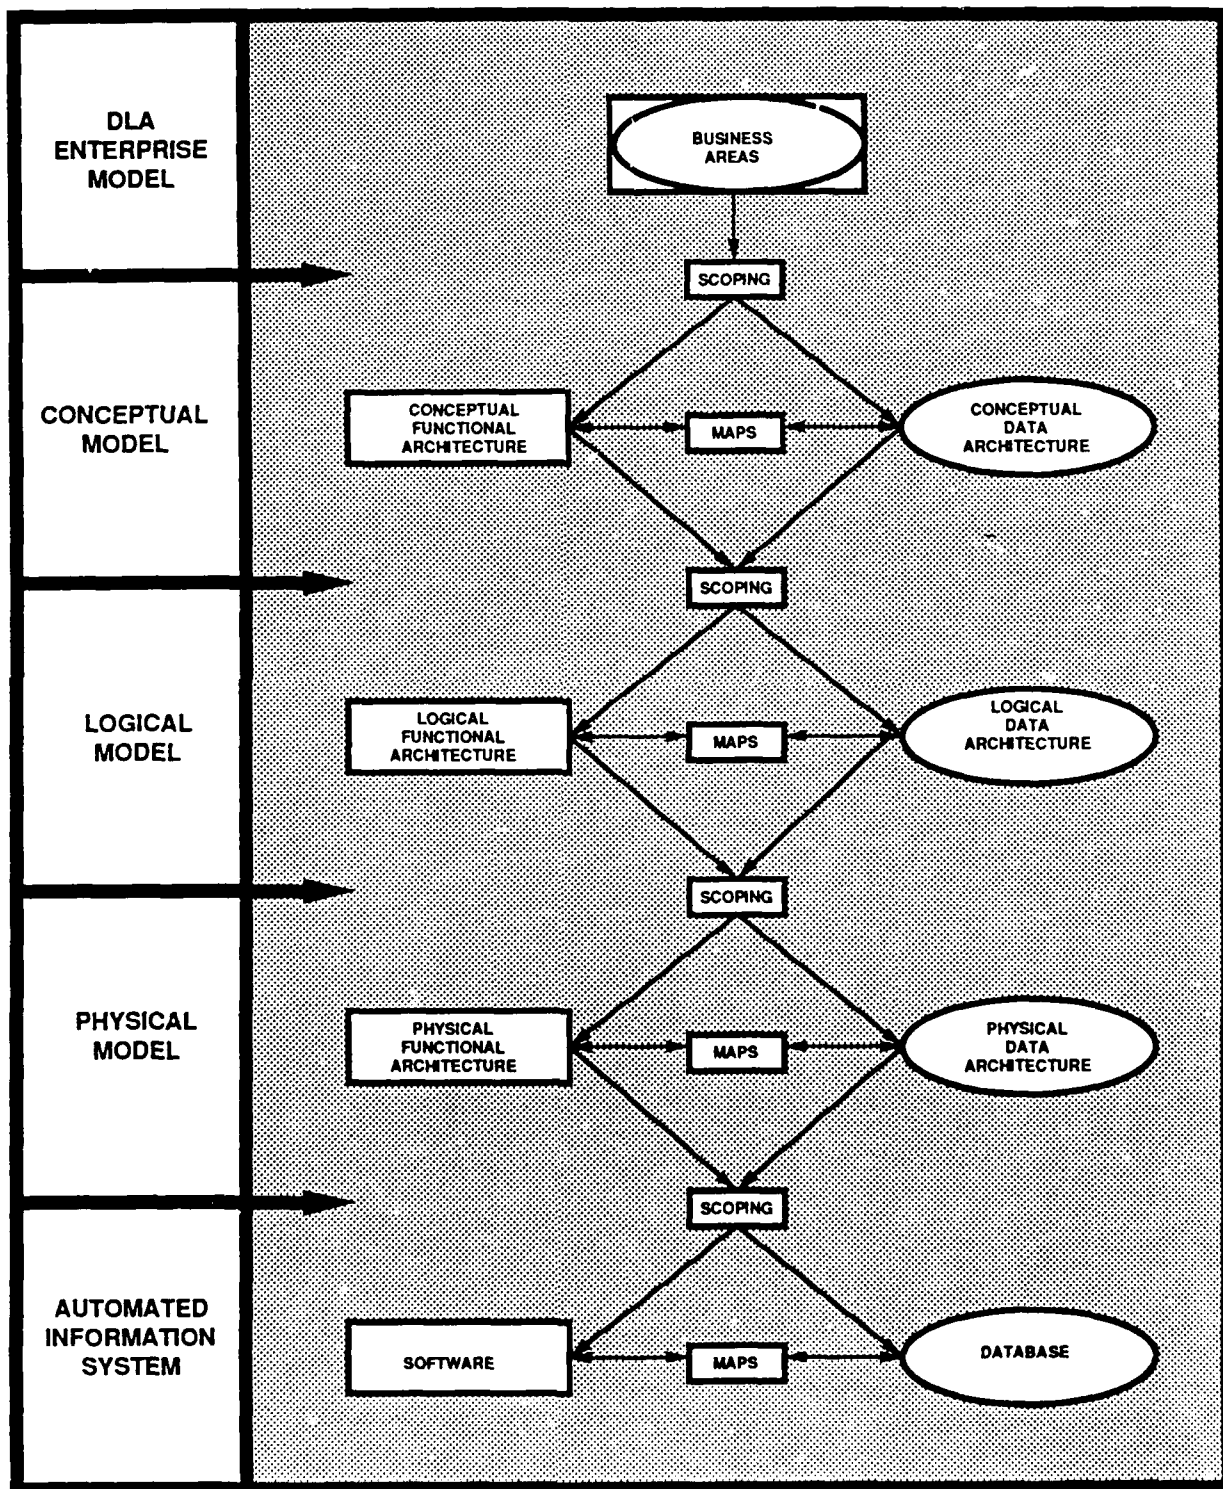 DLA
ENTERPRISE
MODEL
BUSINESS
AREAS
SCOPING
CONCEPTUAL
MODEL
CONCEPTUAL
FUNCTIONAL
ARCHITECTURE
MAPS
CONCEPTUAL
DATA
ARCHITECTURE
SCOPING
LOGICAL
MODEL
LOGICAL
FUNCTIONAL
ARCHITECTURE
MAPS
LOGICAL
DATA
ARCHITECTURE
SCOPING
PHYSICAL
MODEL
PHYSICAL
FUNCTIONAL
ARCHITECTURE
MAPS
PHYSICAL
DATA
ARCHITECTURE
SCOPING
AUTOMATED
INFORMATION
SYSTEM
SOFTWARE
MAPS
DATABASE